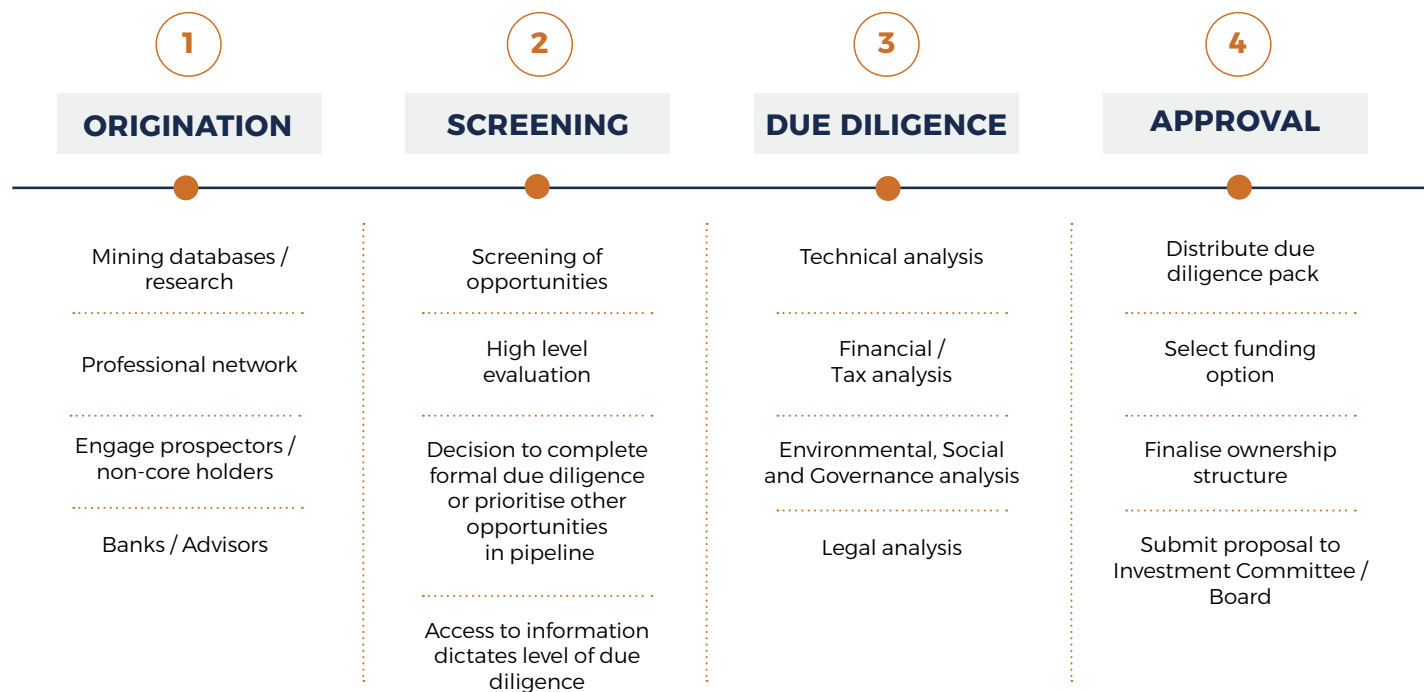 1
ORIGINATION
Mining databases /
research
Professional network
Engage prospectors /
non-core holders
Banks / Advisors
2
SCREENING
Screening of
opportunities
High level
evaluation
Decision to complete
formal due diligence
or prioritise other
opportunities
in pipeline
Access to information
dictates level of due
diligence
3
DUE DILIGENCE
Technical analysis
Financial /
Tax analysis
Environmental, Social
and Governance analysis
Legal analysis
4
APPROVAL
Distribute due
diligence pack
Select funding
option
Finalise ownership
structure
Submit proposal to
Investment Committee /
Board